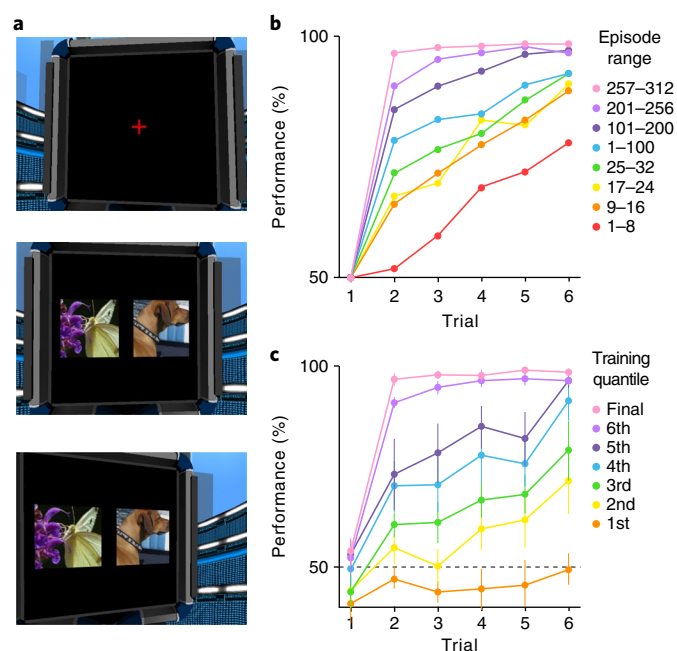 a
b
100
50
Performance (%)
1 2 3 4 5 6
Trial
Episode
range
257–312
201–256
101–200
1–100
25–32
17–24
9–16
1–8
c
100
50
Performance (%)
1 2 3 4 5 6
Trial
Training
quantile
Final
6th
5th
4th
3rd
2nd
1st